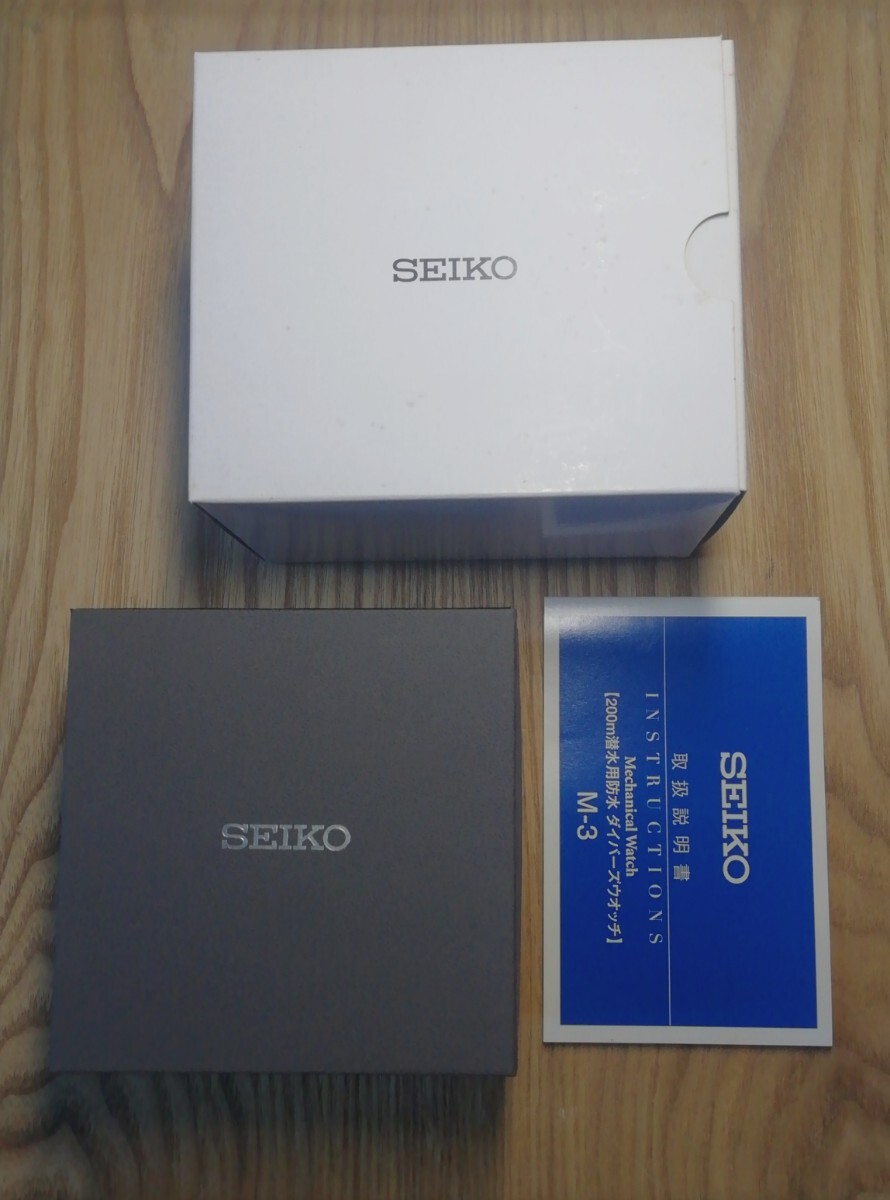 SEIKO
SEIKO
SEIKO
取扱説明書
INSTRUCTIONS
Mechanical Watch
【200m潜水用防水 ダイバーズウオッチ】
M-3